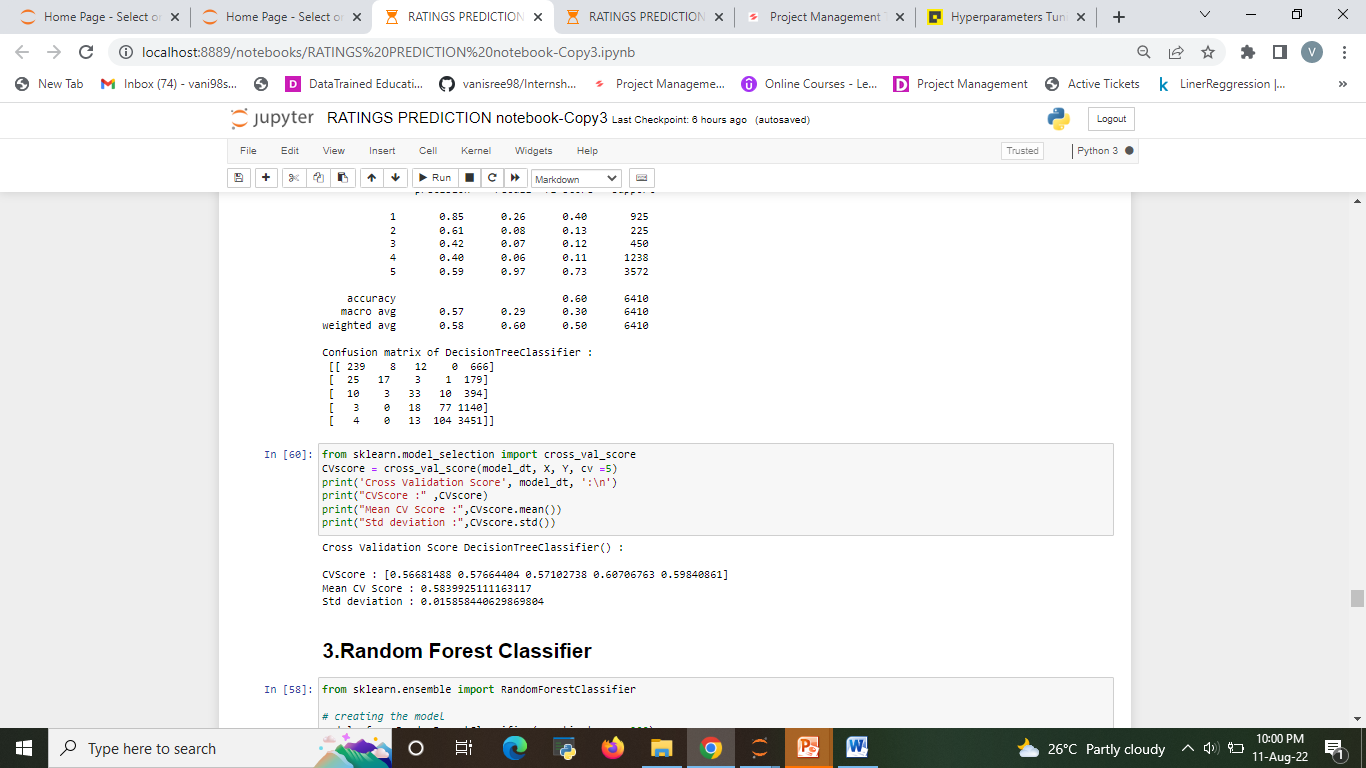 Home Page - Select or
Home Page - Select or
RATINGS PREDICTION
RATINGS PREDICTION
Project Management T
Hyperparameters Tuni
localhost:8889/notebooks/RATINGS%20PREDICTION%20notebook-Copy3.ipynb
V
New Tab
Inbox (74) - vani98s...
DataTrained Educati...
vanisree98/Internsh...
Project Manageme...
Online Courses - Le...
Project Management
Active Tickets
LinerReggression |...
»
jupyter RATINGS PREDICTION notebook-Copy3 Last Checkpoint: 6 hours ago (autosaved)
Logout
File Edit View Insert Cell Kernel Widgets Help
Trusted
Python 3
Run
Markdown
1 0.85 0.26 0.40 925
2 0.61 0.08 0.13 225
3 0.42 0.07 0.12 450
4 0.40 0.06 0.11 1238
5 0.59 0.97 0.73 3572
accuracy 0.60 6410
macro avg 0.57 0.29 0.30 6410
weighted avg 0.58 0.60 0.50 6410
Confusion matrix of DecisionTreeClassifier :
[[ 239 8 12 0 666]
[ 25 17 3 1 179]
[ 10 3 33 10 394]
[ 3 0 18 77 1140]
[ 4 0 13 104 3451]]
In [60]: from sklearn.model_selection import cross_val_score
CVscore = cross_val_score(model_dt, X, Y, cv =5)
print('Cross Validation Score', model_dt, ':\n')
print("CVScore :" ,CVscore)
print("Mean CV Score :",CVscore.mean())
print("Std deviation :",CVscore.std())
Cross Validation Score DecisionTreeClassifier() :
CVScore : [0.56681488 0.57664404 0.57102738 0.60706763 0.59840861]
Mean CV Score : 0.5839925111163117
Std deviation : 0.015858440629869804
3.Random Forest Classifier
In [58]: from sklearn.ensemble import RandomForestClassifier
# creating the model
Type here to search
26°C Partly cloudy
10:00 PM
11-Aug-22
1